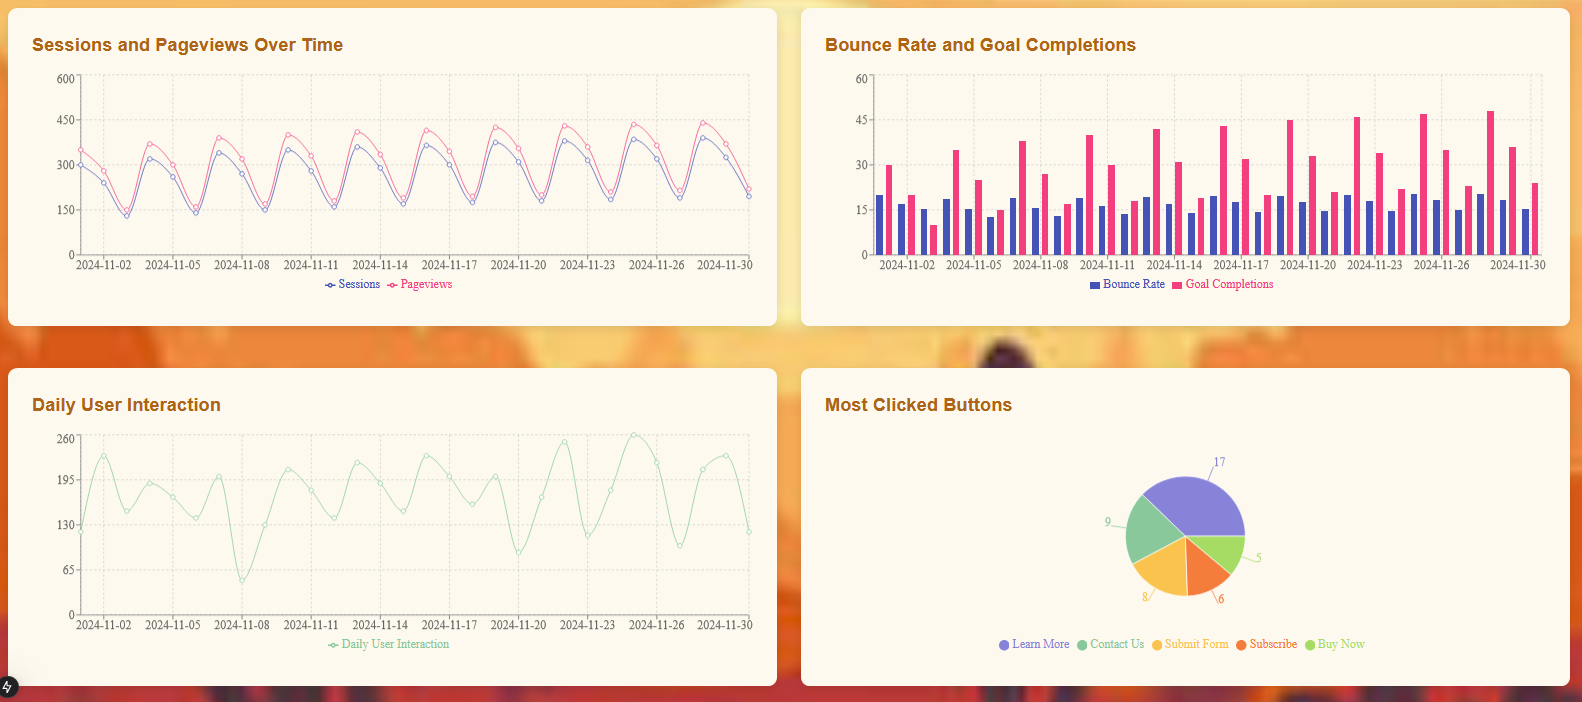 Sessions and Pageviews Over Time
600
450
300
150
0
2024-11-02 2024-11-05 2024-11-08 2024-11-11 2024-11-14 2024-11-17 2024-11-20 2024-11-23 2024-11-26 2024-11-30
Sessions Pageviews
Bounce Rate and Goal Completions
60
45
30
15
0
2024-11-02 2024-11-05 2024-11-08 2024-11-11 2024-11-14 2024-11-17 2024-11-20 2024-11-23 2024-11-26 2024-11-30
Bounce Rate Goal Completions
Daily User Interaction
260
195
130
65
0
2024-11-02 2024-11-05 2024-11-08 2024-11-11 2024-11-14 2024-11-17 2024-11-20 2024-11-23 2024-11-26 2024-11-30
Daily User Interaction
Most Clicked Buttons
17
9
5
8
6
Learn More Contact Us Submit Form Subscribe Buy Now